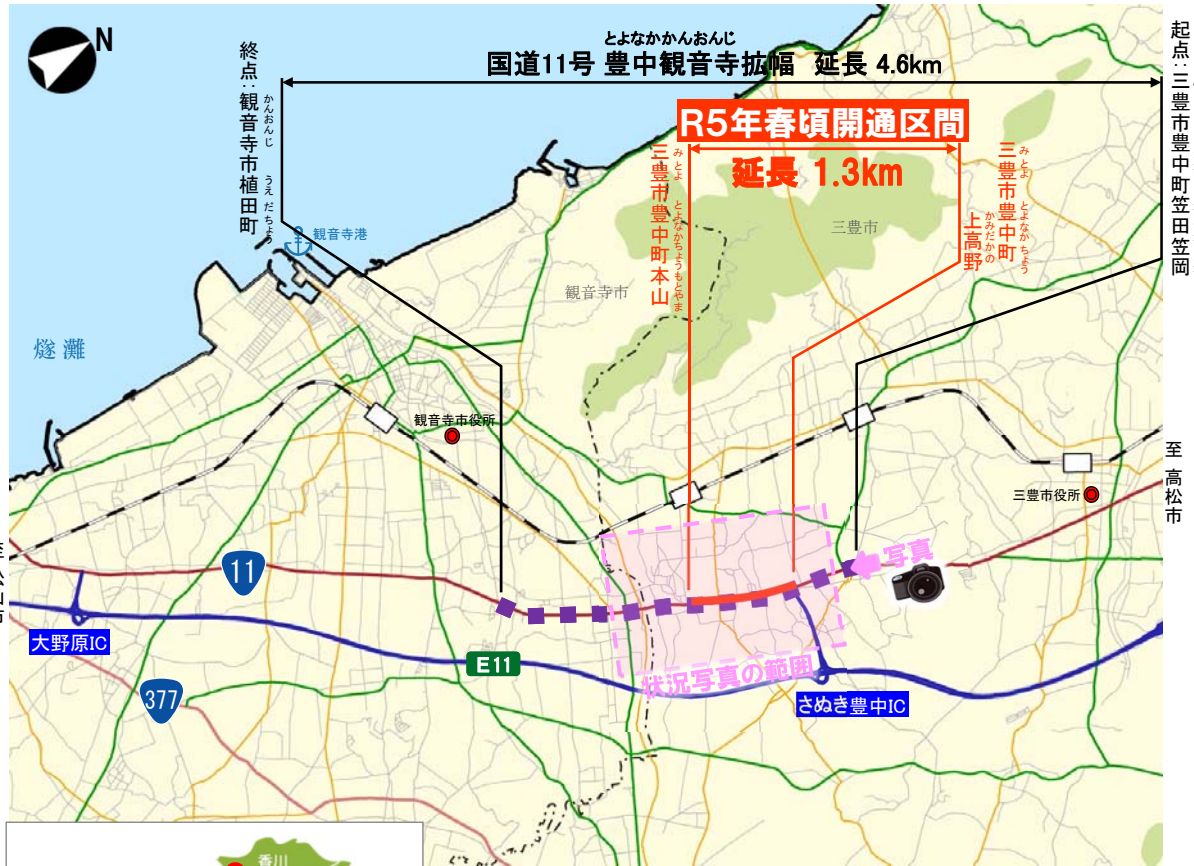 N
とよなかかんおんじ
国道11号 豊中観音寺拡幅 延長 4.6km
起点：三豊市豊中町笠田笠岡
終点：観音寺市植田町
かんおんじ
うえだちょう
R5年春頃開通区間
延長 1.3km
三豊市豊中町本山
みとよ
とよなかちょうもとやま
三豊市豊中町
みとよ
とよなかちょう
上高野
かみだかの
観音寺港
三豊市
観音寺市
燧灘
観音寺市役所
三豊市役所
至 高松市
至 松山市
11
写真
大野原IC
E11
状況写真の範囲
377
さぬき豊中IC
香川